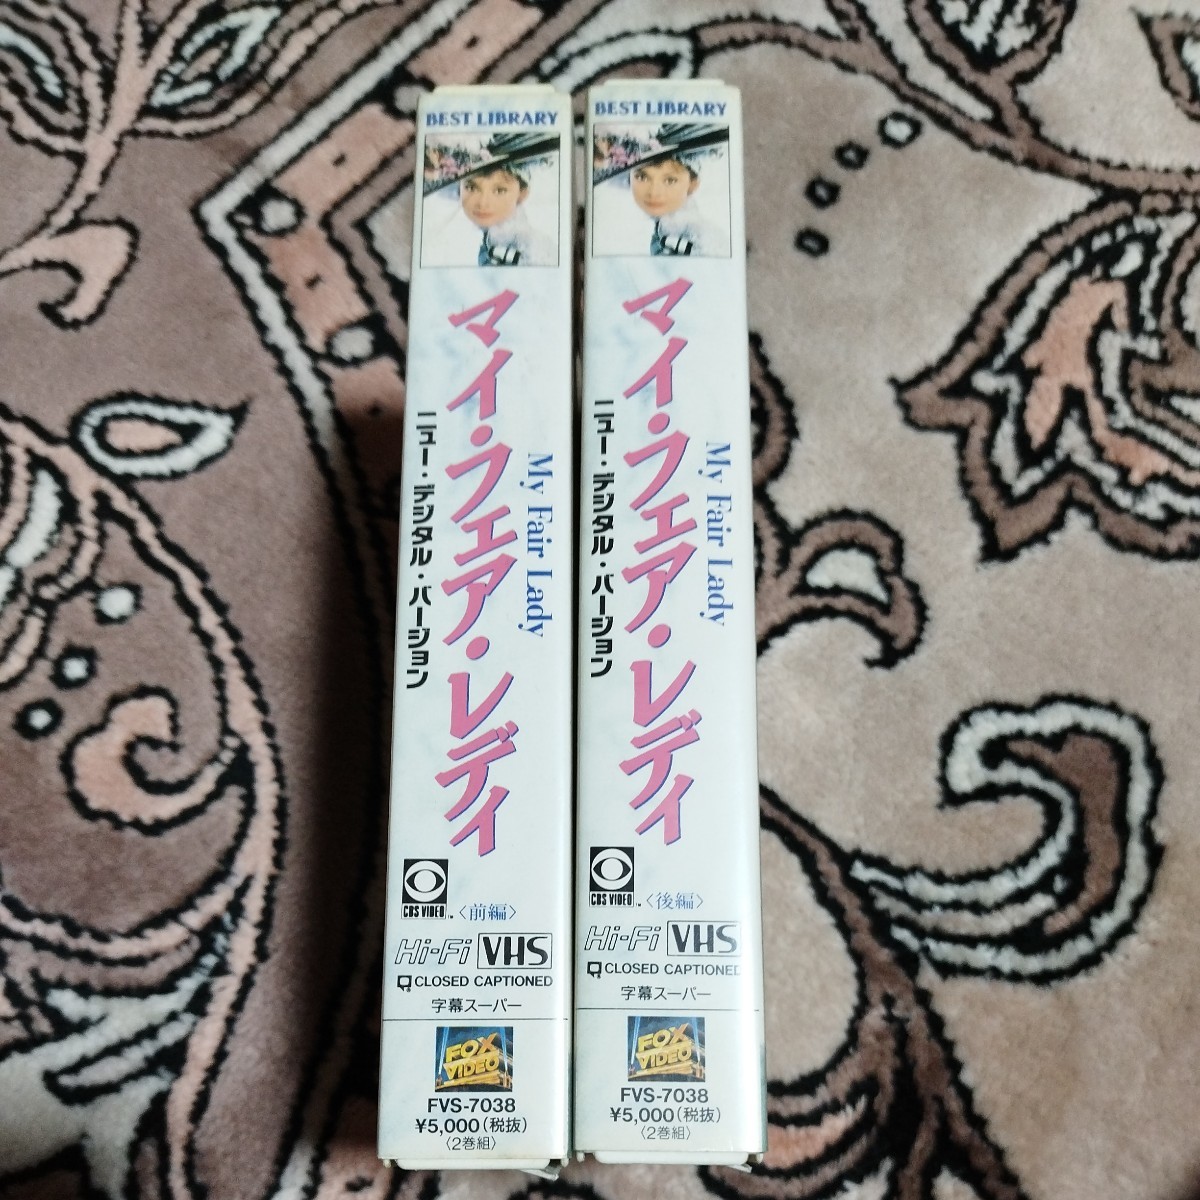 BEST LIBRARY
マイ・フェア・レディ
My Fair Lady
ニュー・デジタル・バージョン
CBS VIDEO™
〈前編〉
Hi-Fi VHS
CLOSED CAPTIONED
字幕スーパー
FOX VIDEO
FVS-7038
¥5,000(税抜)
〈2巻組〉
BEST LIBRARY
マイ・フェア・レディ
My Fair Lady
ニュー・デジタル・バージョン
CBS VIDEO™
〈後編〉
Hi-Fi VHS
CLOSED CAPTIONED
字幕スーパー
FOX VIDEO
FVS-7038
¥5,000(税抜)
〈2巻組〉